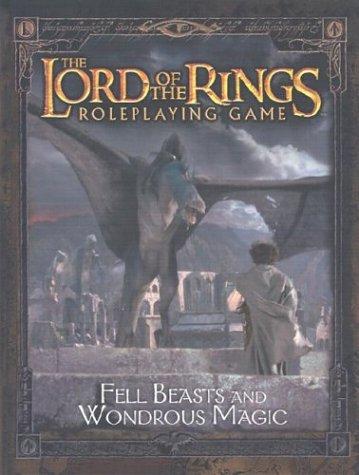 THE
LORD OF THE RINGS
ROLEPLAYING GAME
FELL BEASTS AND
WONDROUS MAGIC